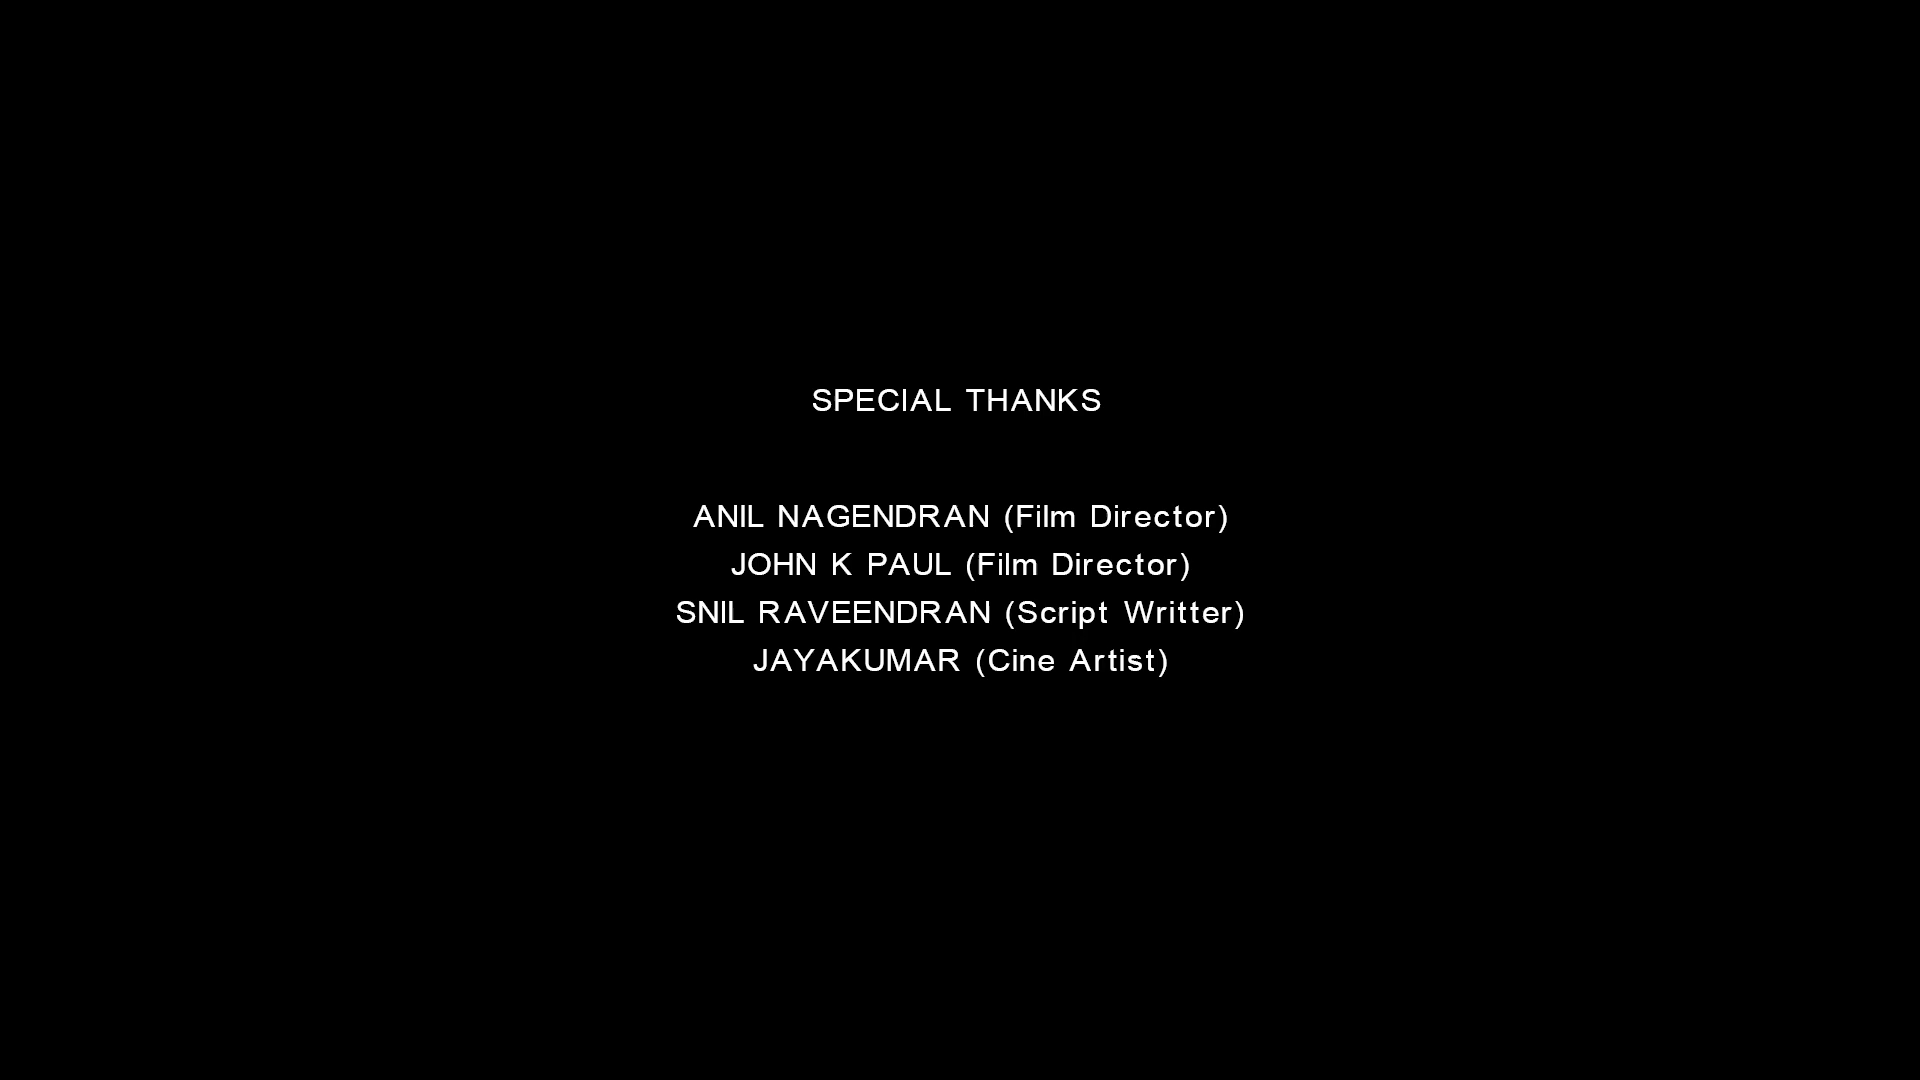 SPECIAL THANKS
ANIL NAGENDRAN (Film Director)
JOHN K PAUL (Film Director)
SNIL RAVEENDRAN (Script Writter)
JAYAKUMAR (Cine Artist)